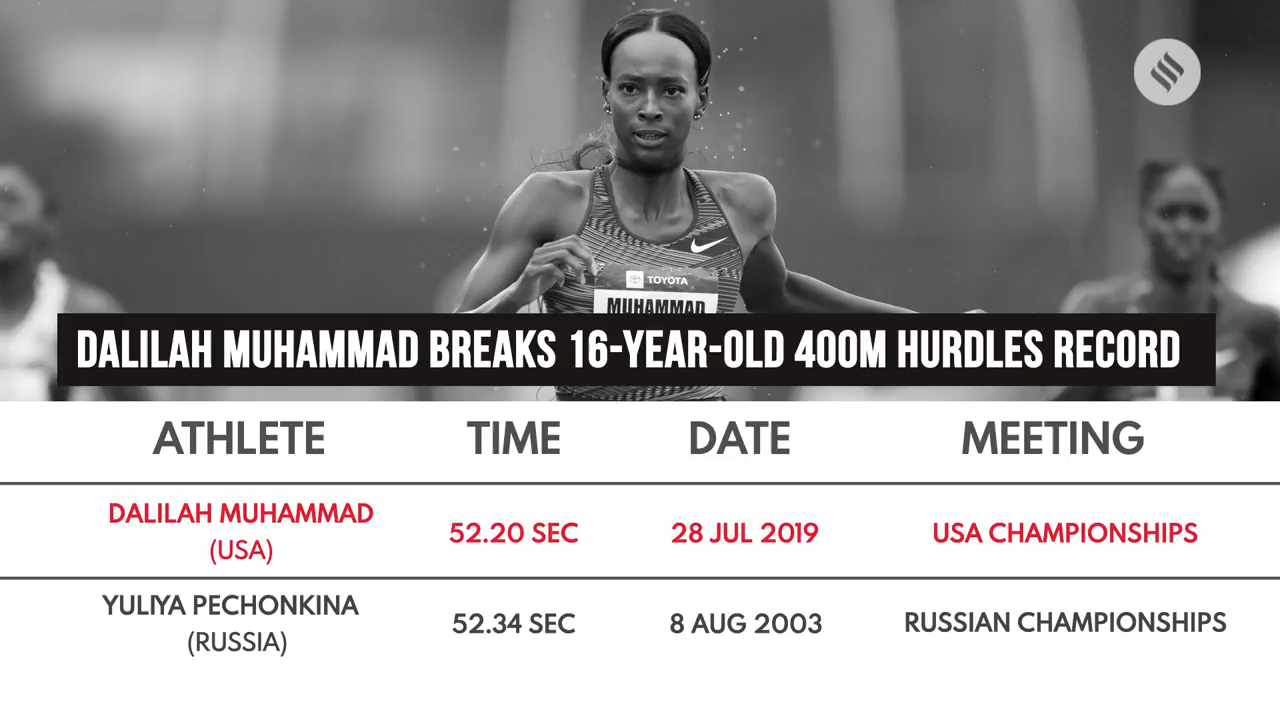 TOYOTA
MUHAMMAD
DALILAH MUHAMMAD BREAKS 16-YEAR-OLD 400M HURDLES RECORD
ATHLETE TIME DATE MEETING
DALILAH MUHAMMAD
(USA) 52.20 SEC 28 JUL 2019 USA CHAMPIONSHIPS
YULIYA PECHONKINA
(RUSSIA) 52.34 SEC 8 AUG 2003 RUSSIAN CHAMPIONSHIPS